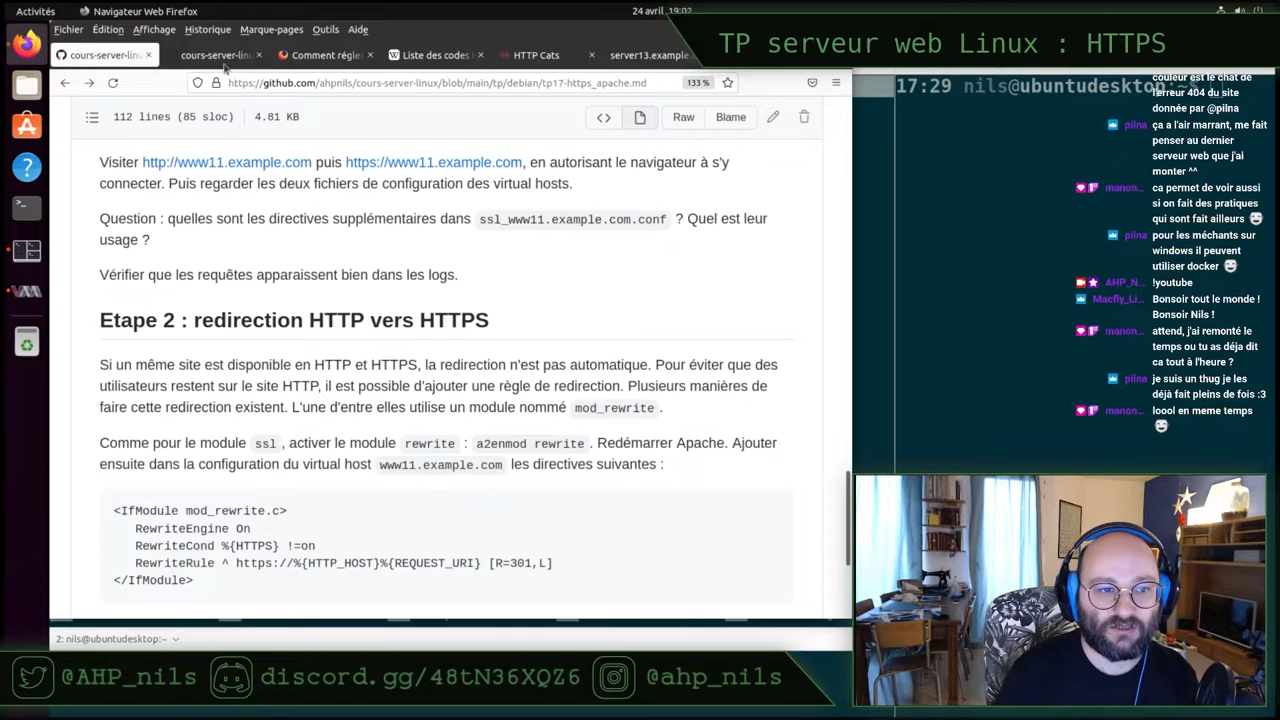 Activités
Navigateur Web Firefox
24 avril 19:02
TP serveur web Linux : HTTPS
Fichier Édition Affichage Historique Marque-pages Outils Aide
cours-server-linu
cours-server-linu
Comment régler
Liste des codes
HTTP Cats
server13.example
https://github.com/ahpnils/cours-server-linux/blob/main/tp/debian/tp17-https_apache.md
133 %
112 lines (85 sloc)
4.81 KB
Raw
Blame
Visiter http://www11.example.com puis https://www11.example.com, en autorisant le navigateur à s'y
connecter. Puis regarder les deux fichiers de configuration des virtual hosts.
Question : quelles sont les directives supplémentaires dans ssl_www11.example.com.conf ? Quel est leur
usage ?
Vérifier que les requêtes apparaissent bien dans les logs.
Etape 2 : redirection HTTP vers HTTPS
Si un même site est disponible en HTTP et HTTPS, la redirection n'est pas automatique. Pour éviter que des
utilisateurs restent sur le site HTTP, il est possible d'ajouter une règle de redirection. Plusieurs manières de
faire cette redirection existent. L'une d'entre elles utilise un module nommé mod_rewrite.
Comme pour le module ssl, activer le module rewrite : a2enmod rewrite. Redémarrer Apache. Ajouter
ensuite dans la configuration du virtual host www11.example.com les directives suivantes :
<IfModule mod_rewrite.c>
RewriteEngine On
RewriteCond %{HTTPS} !=on
RewriteRule ^ https://%{HTTP_HOST}%{REQUEST_URI} [R=301,L]
</IfModule>
2: nils@ubuntudesktop:~
17:29 nils@ubuntudesktop:~$
couleur est le chat de
l'erreur 404 du site
donnée par @pilna
pilna ça a l'air marrant, me fait
penser au dernier
serveur web que j'ai
monter ^^
manon... ca permet de voir aussi
si on fait des pratiques
qui sont fait ailleurs
pilna pour les méchants sur
windows il peuvent
utiliser docker
AHP_N... !youtube
Macfly_Li... Bonsoir tout le monde !
Bonsoir Nils !
manon... attend, j'ai remonté le
temps ou tu as déja dit
ca tout à l'heure ?
pilna je suis un thug je les
déjà fait pleins de fois :3
manon... loool en meme temps
@AHP_nils
discord.gg/48tN36XQZ6
@ahp_nils